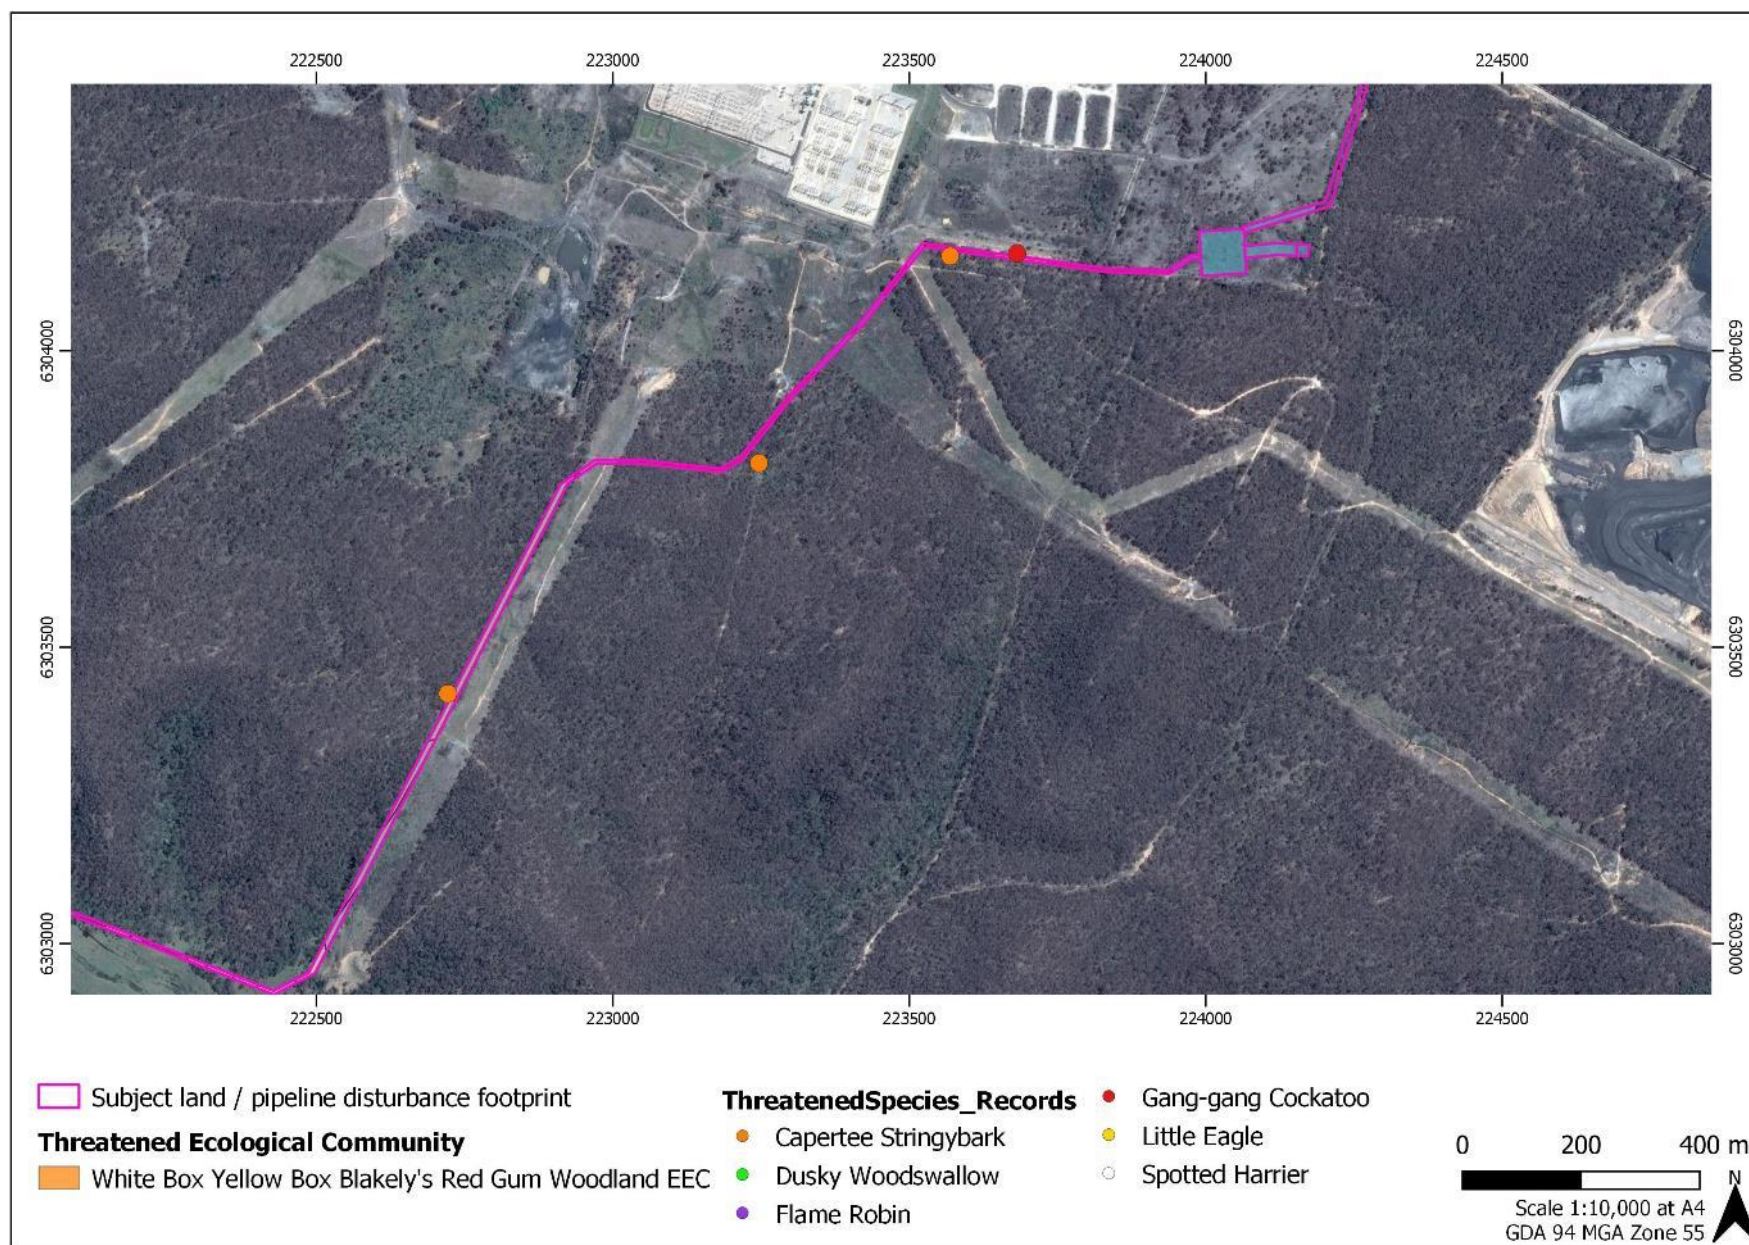 222500 223000 223500 224000 224500
6304000 6304000
6303500 6303500
6303000 6303000
222500 223000 223500 224000 224500
Subject land / pipeline disturbance footprint
Threatened Ecological Community
White Box Yellow Box Blakely's Red Gum Woodland EEC
ThreatenedSpecies_Records
Capertee Stringybark
Dusky Woodswallow
Flame Robin
Gang-gang Cockatoo
Little Eagle
Spotted Harrier
0 200 400 m
N
Scale 1:10,000 at A4
GDA 94 MGA Zone 55